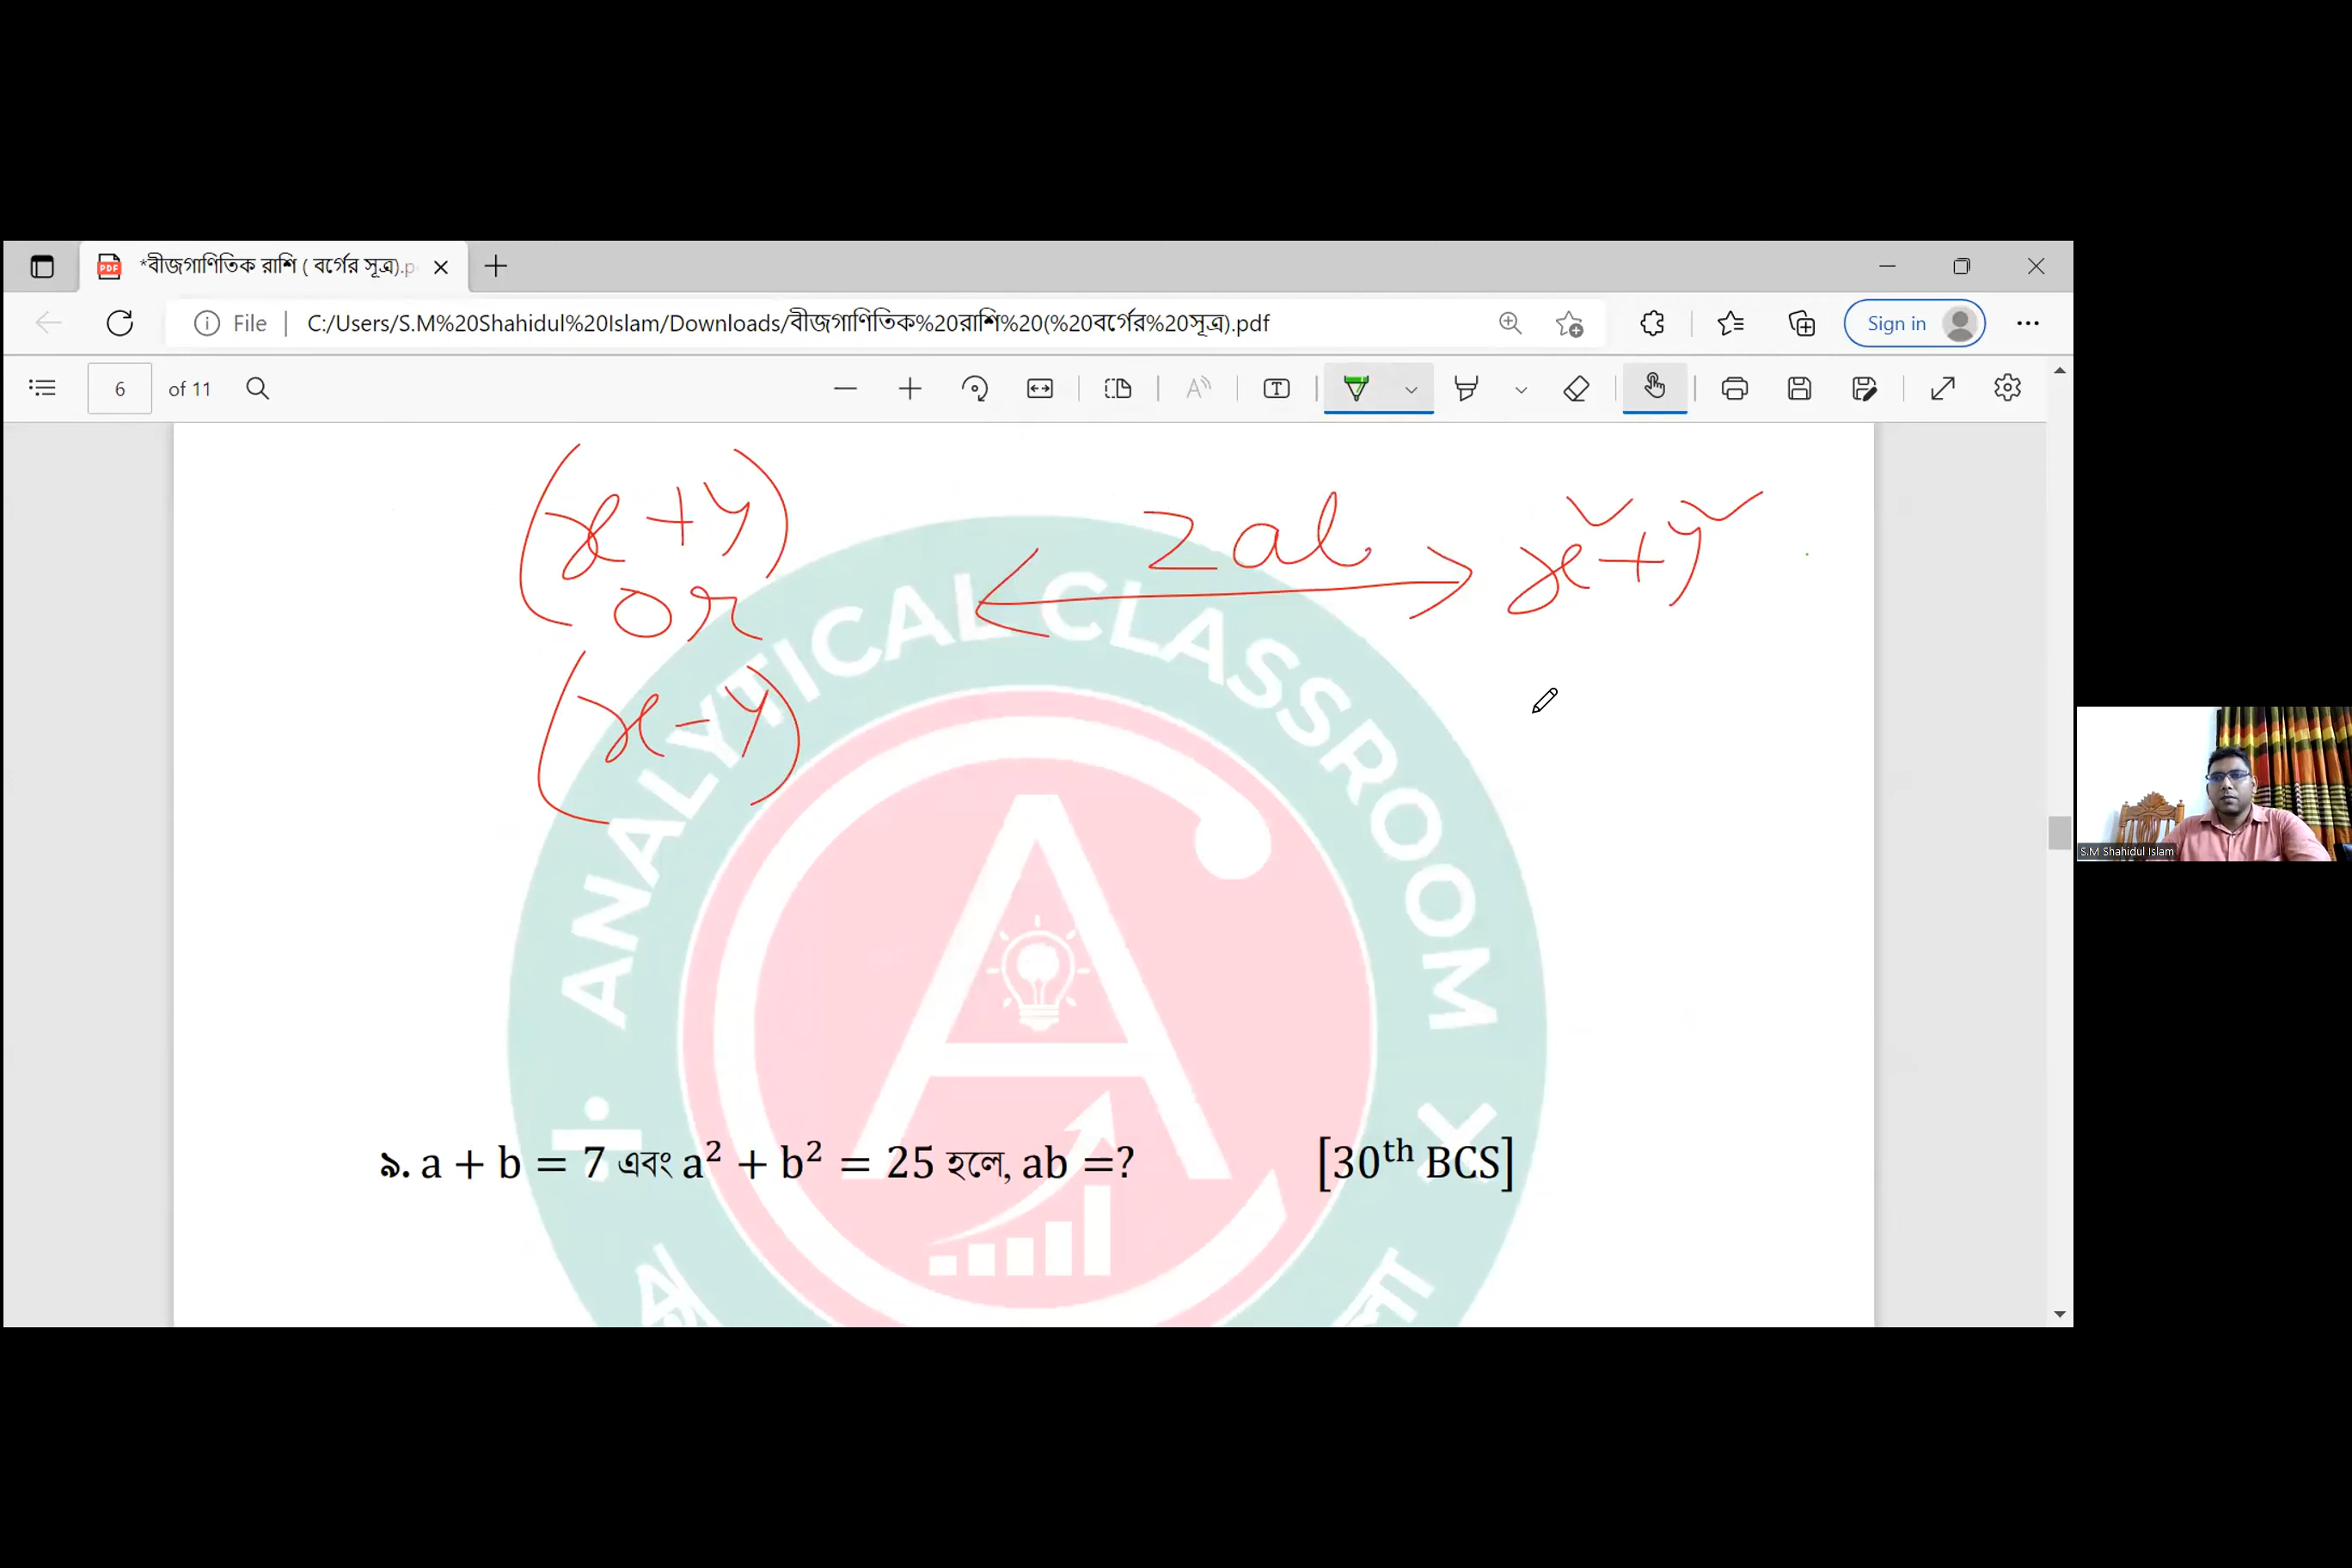 *বীজগাণিতিক রাশি ( বর্গের সূত্র).p
File
C:/Users/S.M%20Shahidul%20Islam/Downloads/বীজগাণিতিক%20রাশি%20(%20বর্গের%20সূত্র).pdf
Sign in
6 of 11
(x + y)
or
(x - y)
2ab
x² + y²
ANALYTICAL CLASSROOM
৯. a + b = 7 এবং a² + b² = 25 হলে, ab =? [30th BCS]
S.M Shahidul Islam